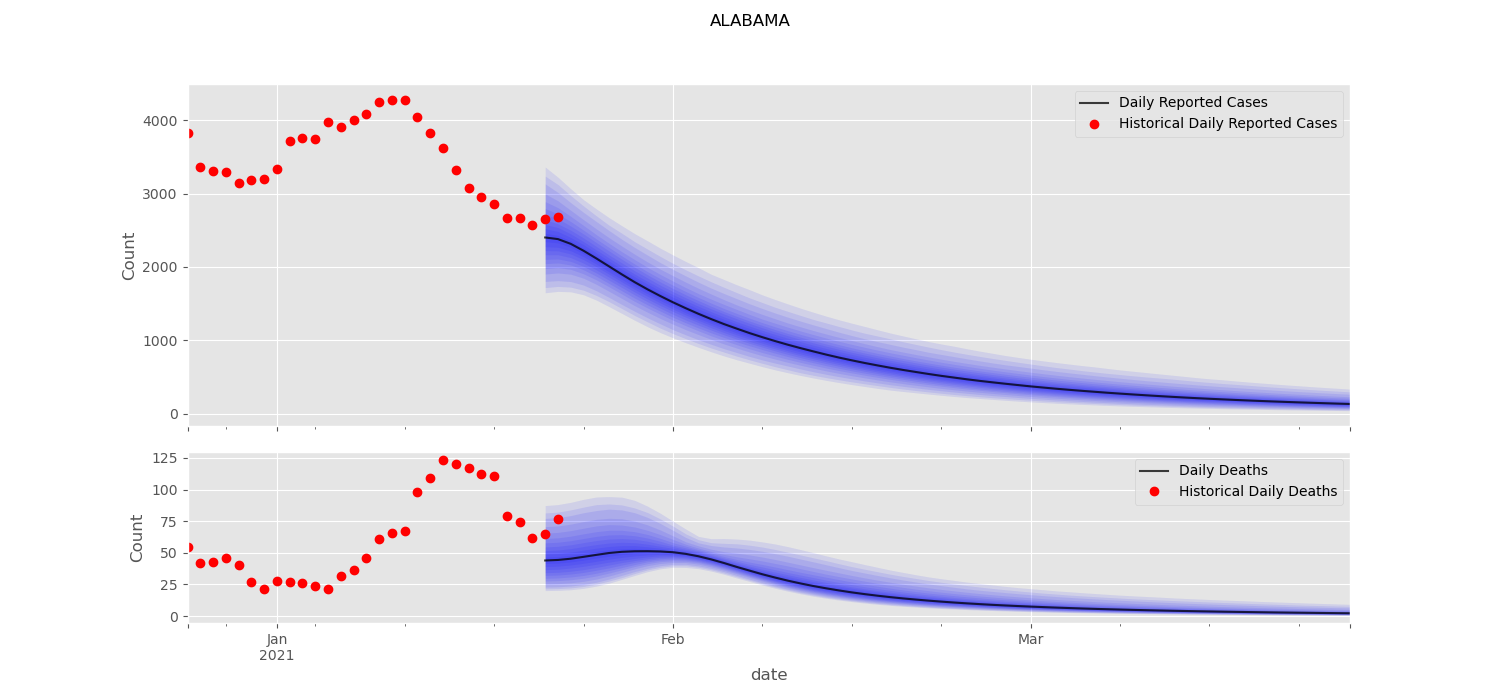 ALABAMA
4000
3000
2000
1000
0
Count
Daily Reported Cases
Historical Daily Reported Cases
125
100
75
50
25
0
Count
Daily Deaths
Historical Daily Deaths
Jan
2021
Feb
Mar
date